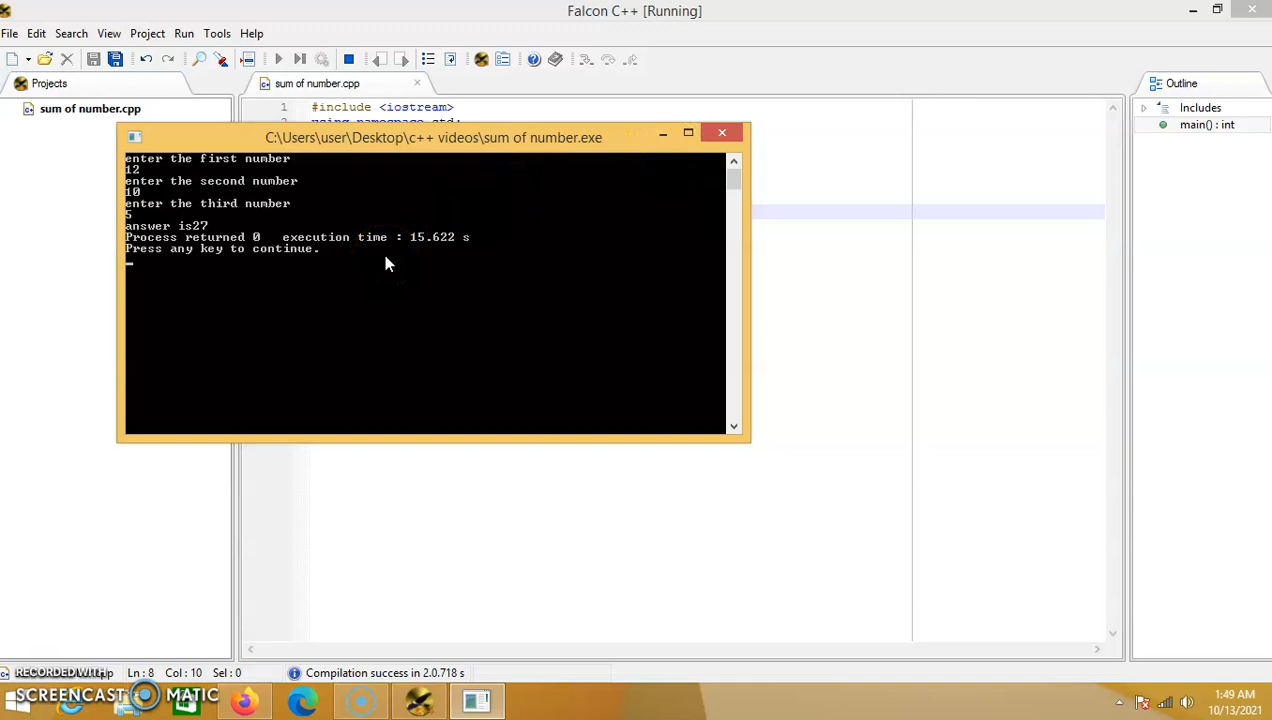 Falcon C++ [Running]
File Edit Search View Project Run Tools Help
Projects
sum of number.cpp
Outline
sum of number.cpp
1 #include <iostream>
2 using namespace std;
Includes
main() : int
C:\Users\user\Desktop\c++ videos\sum of number.exe
enter the first number
12
enter the second number
10
enter the third number
5
answer is27
Process returned 0 execution time : 15.622 s
Press any key to continue.
Ln:8 Col:10 Sel:0 Compilation success in 2.0.718 s
RECORDED WITH
SCREENCAST MATIC
1:49 AM
10/13/2021